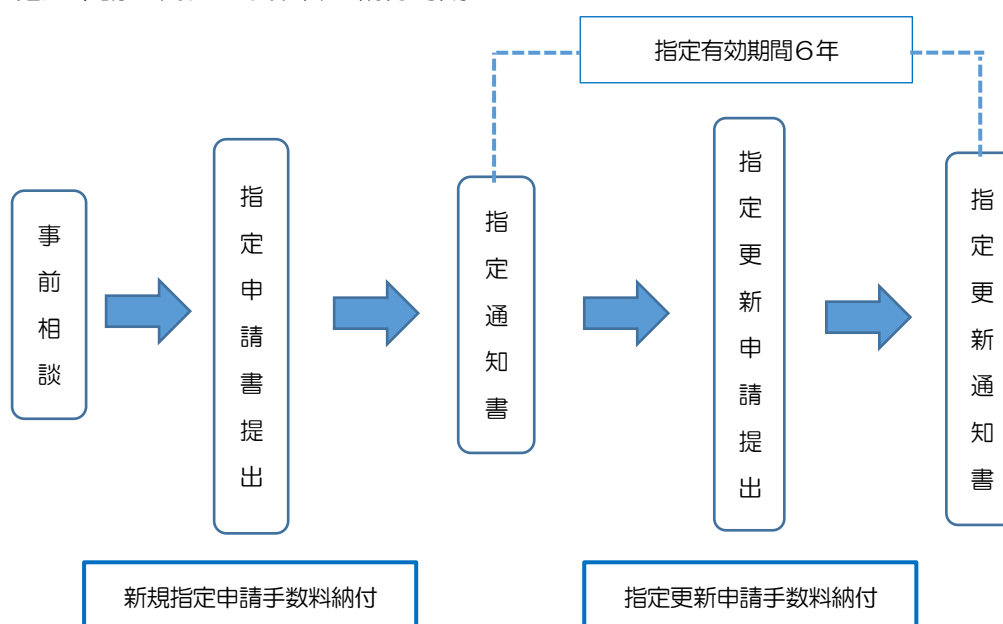 指定有効期間6年
事前相談
指定申請書提出
指定通知書
指定更新申請提出
指定更新通知書
新規指定申請手数料納付
指定更新申請手数料納付